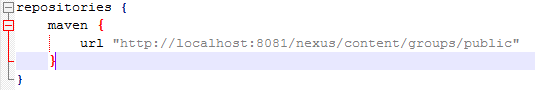 repositories {
    maven {
        url "http://localhost:8081/nexus/content/groups/public"
    }
}